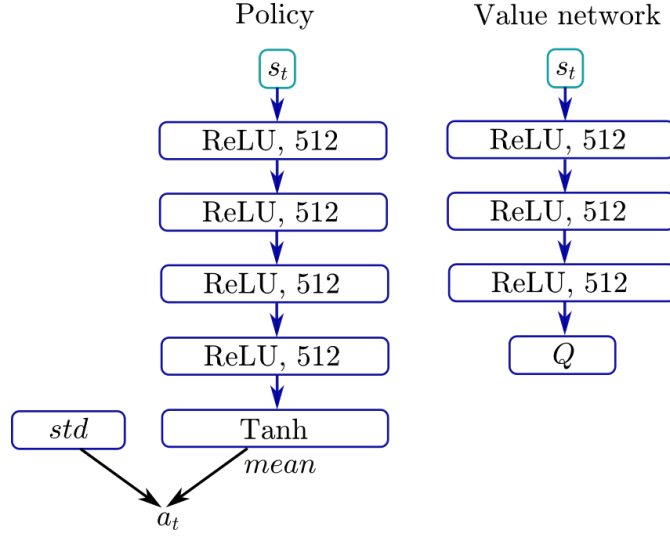 Policy
s_t
ReLU, 512
ReLU, 512
ReLU, 512
ReLU, 512
std
Tanh
mean
a_t
Value network
s_t
ReLU, 512
ReLU, 512
ReLU, 512
Q